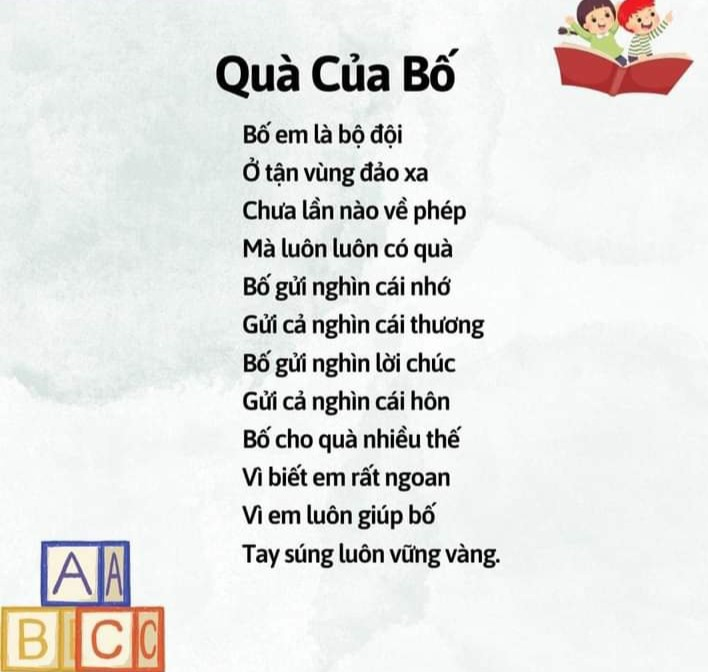 Quà Của Bố
Bố em là bộ đội
Ở tận vùng đảo xa
Chưa lần nào về phép
Mà luôn luôn có quà
Bố gửi nghìn cái nhớ
Gửi cả nghìn cái thương
Bố gửi nghìn lời chúc
Gửi cả nghìn cái hôn
Bố cho quà nhiều thế
Vì biết em rất ngoan
Vì em luôn giúp bố
Tay súng luôn vững vàng.
A A
B C C